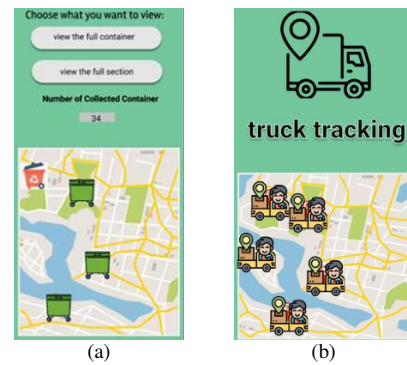 Choose what you want to view:
view the full container
view the full section
Number of Collected Container
34
(a)
truck tracking
(b)